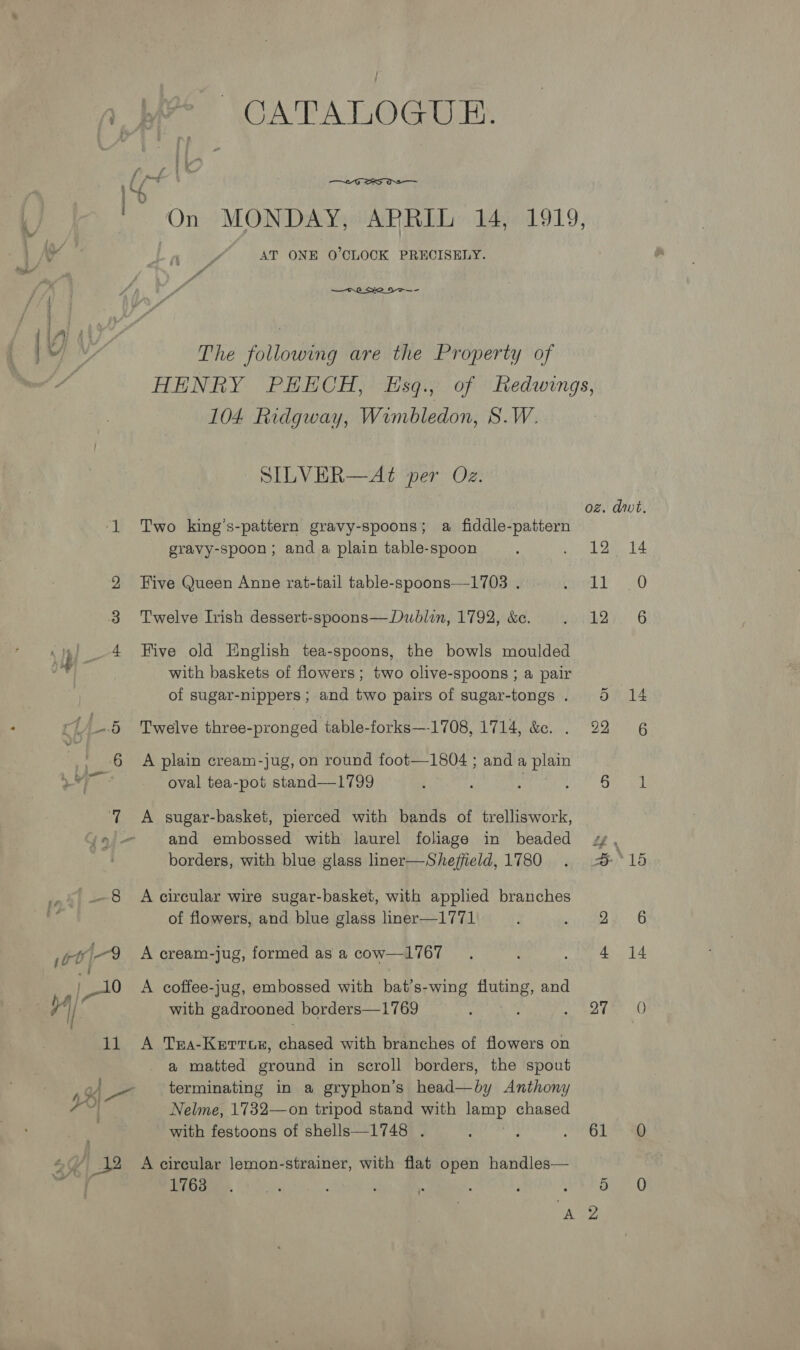 CATALOGUE.
On MONDAY, APRIL 14, 1919,
AT ONE O'CLOCK PRECISELY.
The following are the Property of
HENRY PEECH, Esq., of Redwings,
104 Ridgway, Wimbledon, S.W.
SILVER—At per Oz.
oz. dwt.
1 Two king's-pattern gravy-spoons; a fiddle-pattern
gravy-spoon; and a plain table-spoon . . 12 14
2 Five Queen Anne rat-tail table-spoons—1703 . . 11 0
3 Twelve Irish dessert-spoons—Dublin, 1792, &c. . 12 6
4 Five old English tea-spoons, the bowls moulded
with baskets of flowers; two olive-spoons; a pair
of sugar-nippers; and two pairs of sugar-tongs . 5 14
5 Twelve three-pronged table-forks—1708, 1714, &c. . 22 6
6 A plain cream-jug, on round foot—1804; and a plain
oval tea-pot stand—1799 . . . . 6 1
7 A sugar-basket, pierced with bands of trelliswork,
and embossed with laurel foliage in beaded
borders, with blue glass liner—Sheffield, 1780 . 5 15
8 A circular wire sugar-basket, with applied branches
of flowers, and blue glass liner—1771 . . 2 6
9 A cream-jug, formed as a cow—1767 . . . 4 14
10 A coffee-jug, embossed with bat's-wing fluting, and
with gadrooned borders—1769 . . . 27 0
11 A Tea-Kettle, chased with branches of flowers on
a matted ground in scroll borders, the spout
terminating in a gryphon's head—by Anthony
Nelme, 1732—on tripod stand with lamp chased
with festoons of shells—1748 . . . . 61 0
12 A circular lemon-strainer, with flat open handles—
1763 . . . . . . . 5 0
A 2